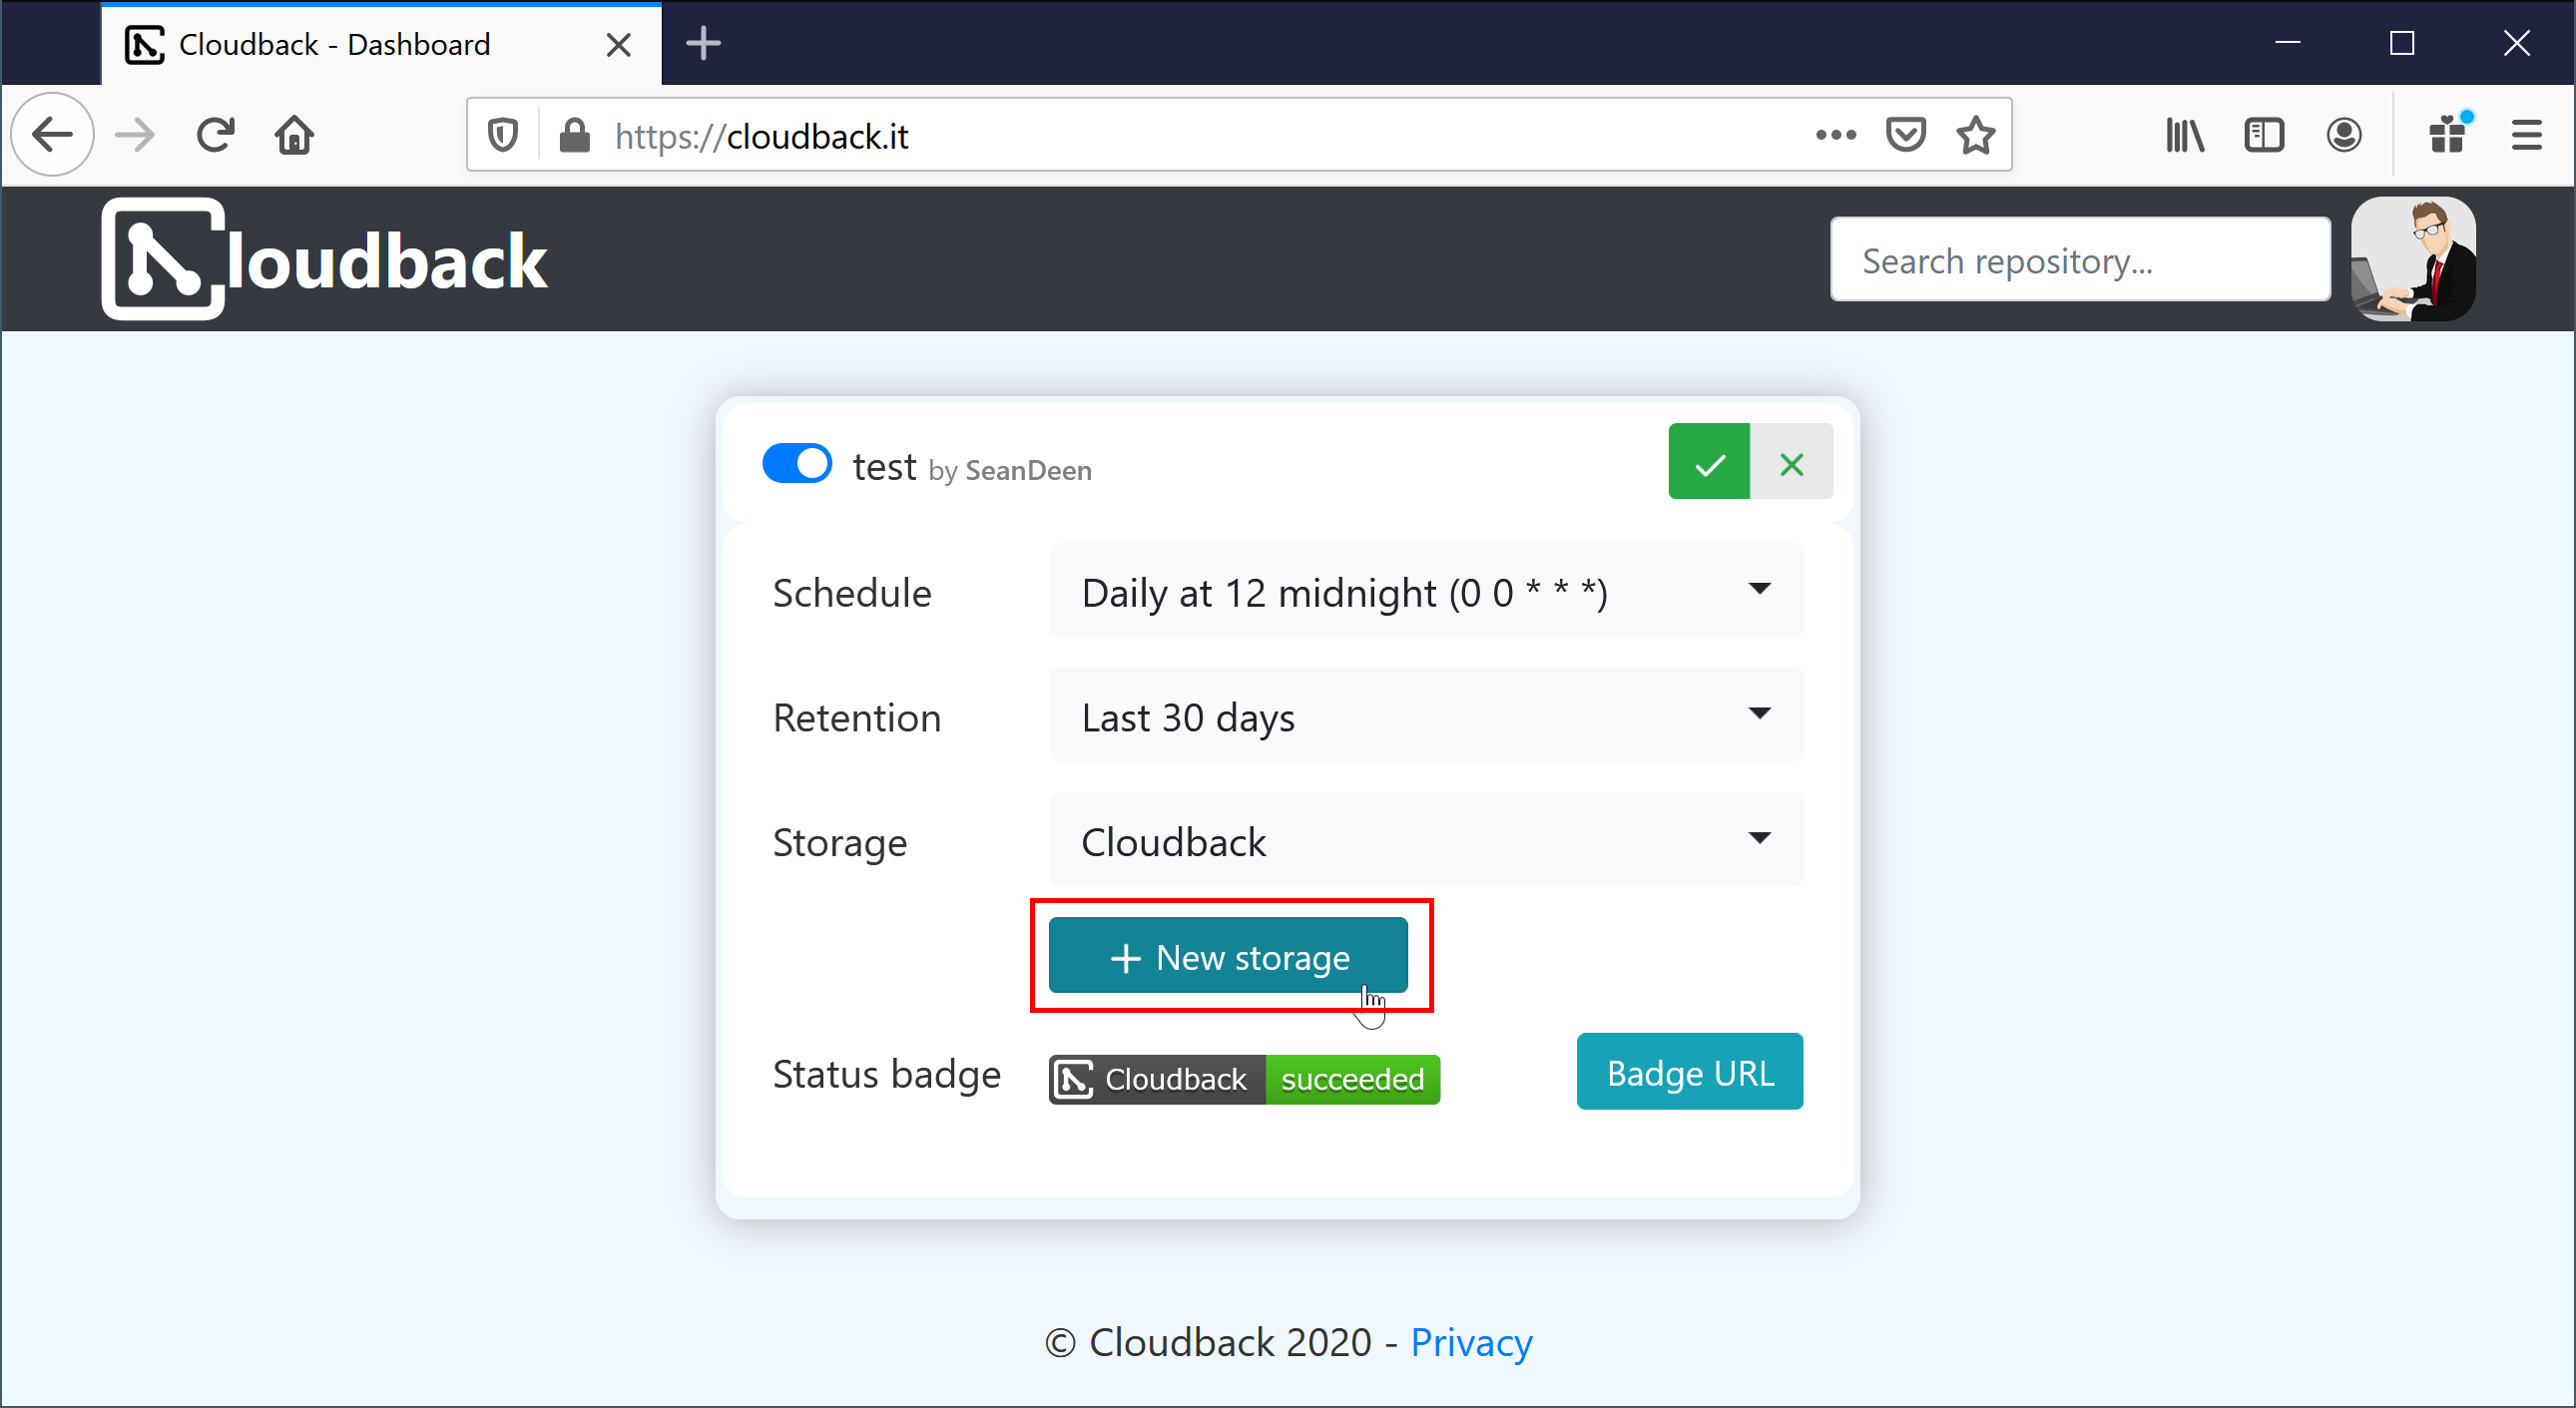 Cloudback - Dashboard
https://cloudback.it
Cloudback
Search repository...
test by SeanDeen
Schedule
Daily at 12 midnight (0 0 * * *)
Retention
Last 30 days
Storage
Cloudback
New storage
Status badge
Cloudback succeeded
Badge URL
© Cloudback 2020 - Privacy